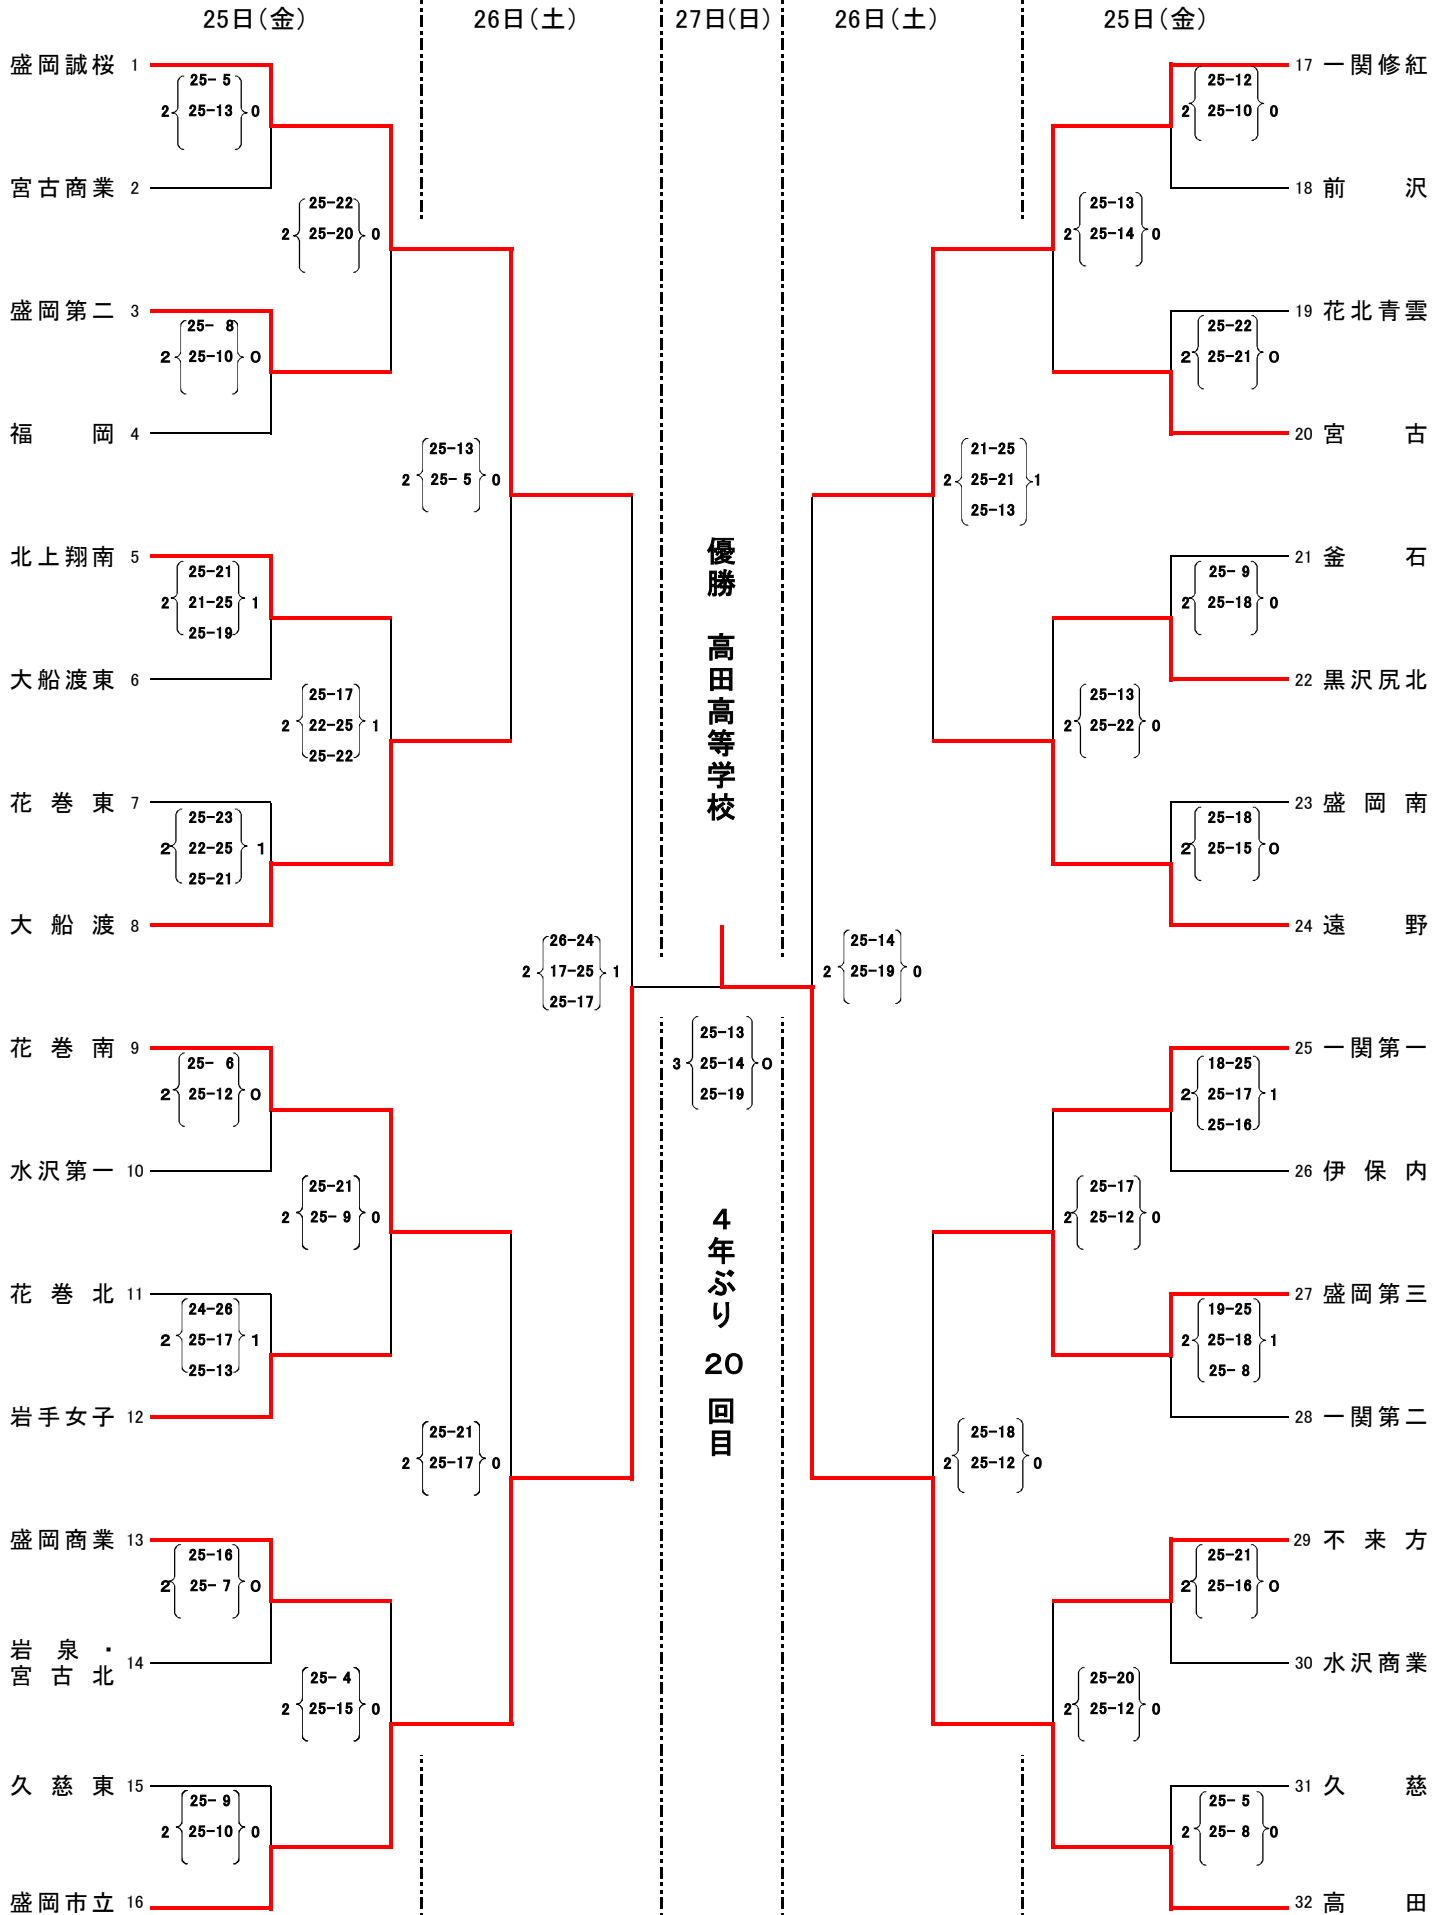 25日(金)
26日(土)
27日(日)
26日(土)
25日(金)
盛岡誠桜 1
25- 5
2 25-13 0
宮古商業 2
25-22
2 25-20 0
盛岡第二 3
25- 8
2 25-10 0
福岡 4
25-13
2 25- 5 0
北上翔南 5
25-21
2 21-25 1
25-19
大船渡東 6
25-17
2 22-25 1
25-22
花巻東 7
25-23
2 22-25 1
25-21
大船渡 8
26-24
2 17-25 1
25-17
花巻南 9
25- 6
2 25-12 0
水沢第一 10
25-21
2 25- 9 0
花巻北 11
24-26
2 25-17 1
25-13
岩手女子 12
25-21
2 25-17 0
盛岡商業 13
25-16
2 25- 7 0
岩泉・
宮古北 14
25- 4
2 25-15 0
久慈東 15
25- 9
2 25-10 0
盛岡市立 16
優勝 高田高等学校
25-13
3 25-14 0
25-19
4年ぶり 20 回目
17 一関修紅
25-12
2 25-10 0
18 前沢
25-13
2 25-14 0
19 花北青雲
25-22
2 25-21 0
20 宮古
21-25
2 25-21 1
25-13
21 釜石
25- 9
2 25-18 0
22 黒沢尻北
25-13
2 25-22 0
23 盛岡南
25-18
2 25-15 0
24 遠野
25-14
2 25-19 0
25 一関第一
18-25
2 25-17 1
25-16
26 伊保内
25-17
2 25-12 0
27 盛岡第三
19-25
2 25-18 1
25- 8
28 一関第二
25-18
2 25-12 0
29 不来方
25-21
2 25-16 0
30 水沢商業
25-20
2 25-12 0
31 久慈
25- 5
2 25- 8 0
32 高田